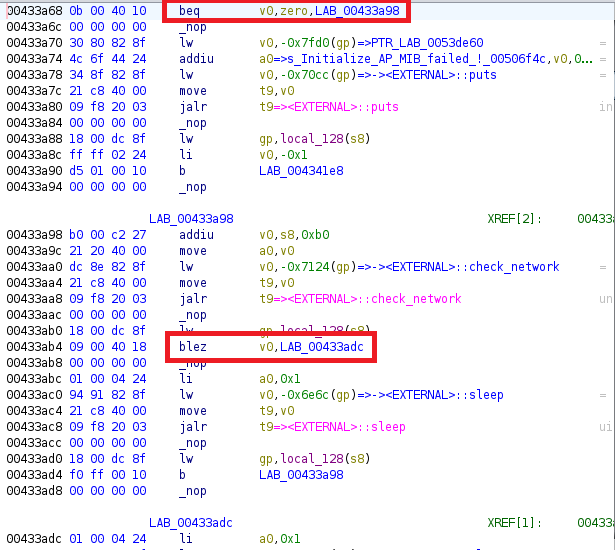 00433a68 0b 00 40 10 beq v0,zero,LAB_00433a98
00433a6c 00 00 00 00 _nop
00433a70 30 80 82 8f lw v0,-0x7fd0(gp)=>PTR_LAB_0053de60 =
00433a74 4c 6f 44 24 addiu a0=>s_Initialize_AP_MIB_failed_!_00506f4c,v0,0... =
00433a78 34 8f 82 8f lw v0,-0x70cc(gp)=>-><EXTERNAL>::puts =
00433a7c 21 c8 40 00 move t9,v0
00433a80 09 f8 20 03 jalr t9=><EXTERNAL>::puts in
00433a84 00 00 00 00 _nop
00433a88 18 00 dc 8f lw gp,local_128(s8)
00433a8c ff ff 02 24 li v0,-0x1
00433a90 d5 01 00 10 b LAB_004341e8
00433a94 00 00 00 00 _nop
LAB_00433a98 XREF[2]: 00433a
00433a98 b0 00 c2 27 addiu v0,s8,0xb0
00433a9c 21 20 40 00 move a0,v0
00433aa0 dc 8e 82 8f lw v0,-0x7124(gp)=>-><EXTERNAL>::check_network =
00433aa4 21 c8 40 00 move t9,v0
00433aa8 09 f8 20 03 jalr t9=><EXTERNAL>::check_network un
00433aac 00 00 00 00 _nop
00433ab0 18 00 dc 8f lw gp,local_128(s8)
00433ab4 09 00 40 18 blez v0,LAB_00433adc
00433ab8 00 00 00 00 _nop
00433abc 01 00 04 24 li a0,0x1
00433ac0 94 91 82 8f lw v0,-0x6e6c(gp)=>-><EXTERNAL>::sleep =
00433ac4 21 c8 40 00 move t9,v0
00433ac8 09 f8 20 03 jalr t9=><EXTERNAL>::sleep ui
00433acc 00 00 00 00 _nop
00433ad0 18 00 dc 8f lw gp,local_128(s8)
00433ad4 f0 ff 00 10 b LAB_00433a98
00433ad8 00 00 00 00 _nop
LAB_00433adc XREF[1]: 00433a
00433adc 01 00 04 24 li a0,0x1